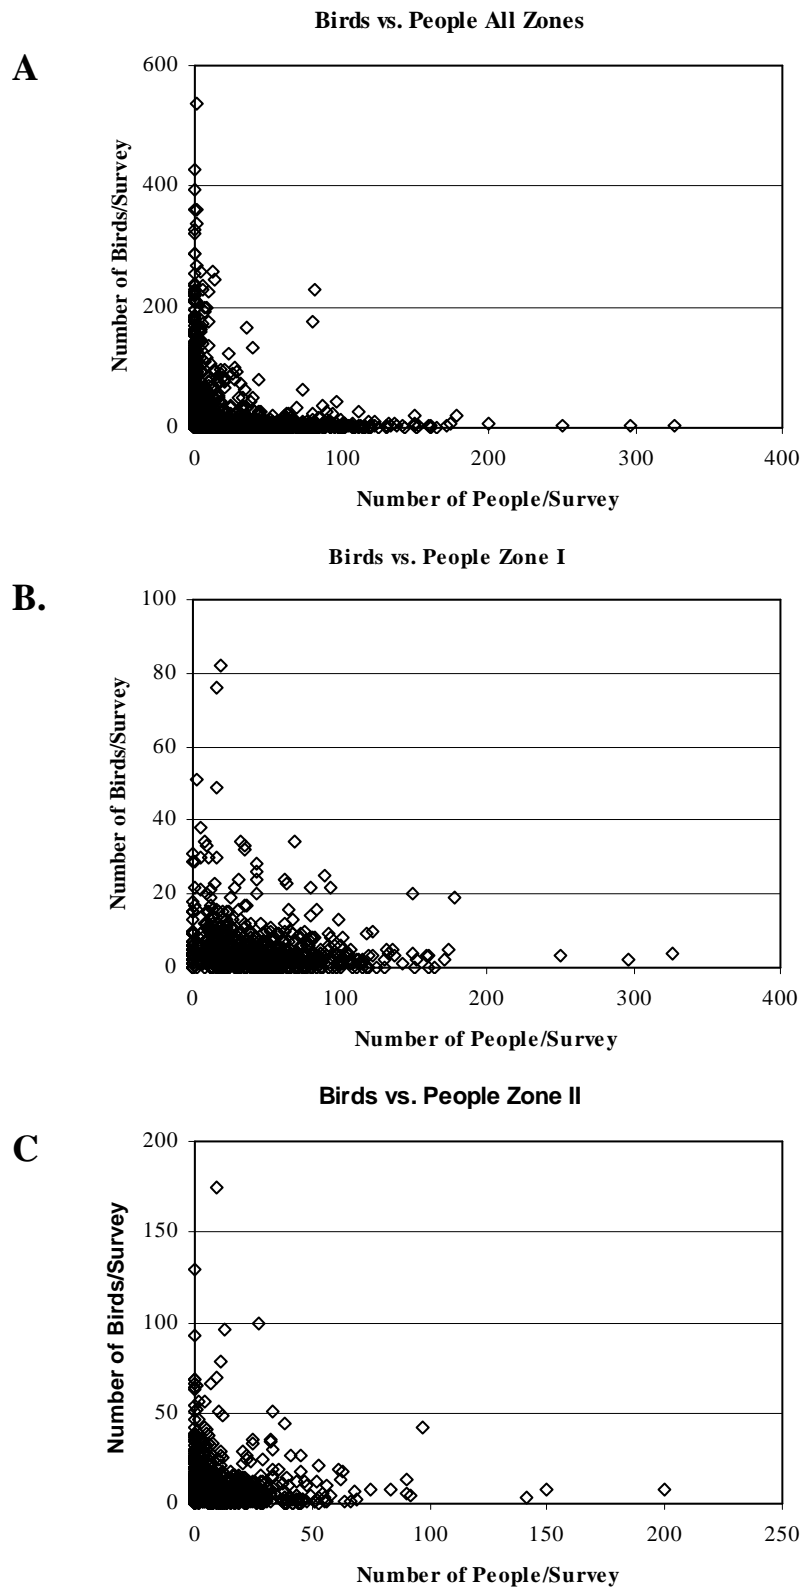 Birds vs. People All Zones
A
600
400
200
0
Number of Birds/Survey
0 100 200 300 400
Number of People/Survey
Birds vs. People Zone I
B.
100
80
60
40
20
0
Number of Birds/Survey
0 100 200 300 400
Number of People/Survey
Birds vs. People Zone II
C
200
150
100
50
0
Number of Birds/Survey
0 50 100 150 200 250
Number of People/Survey